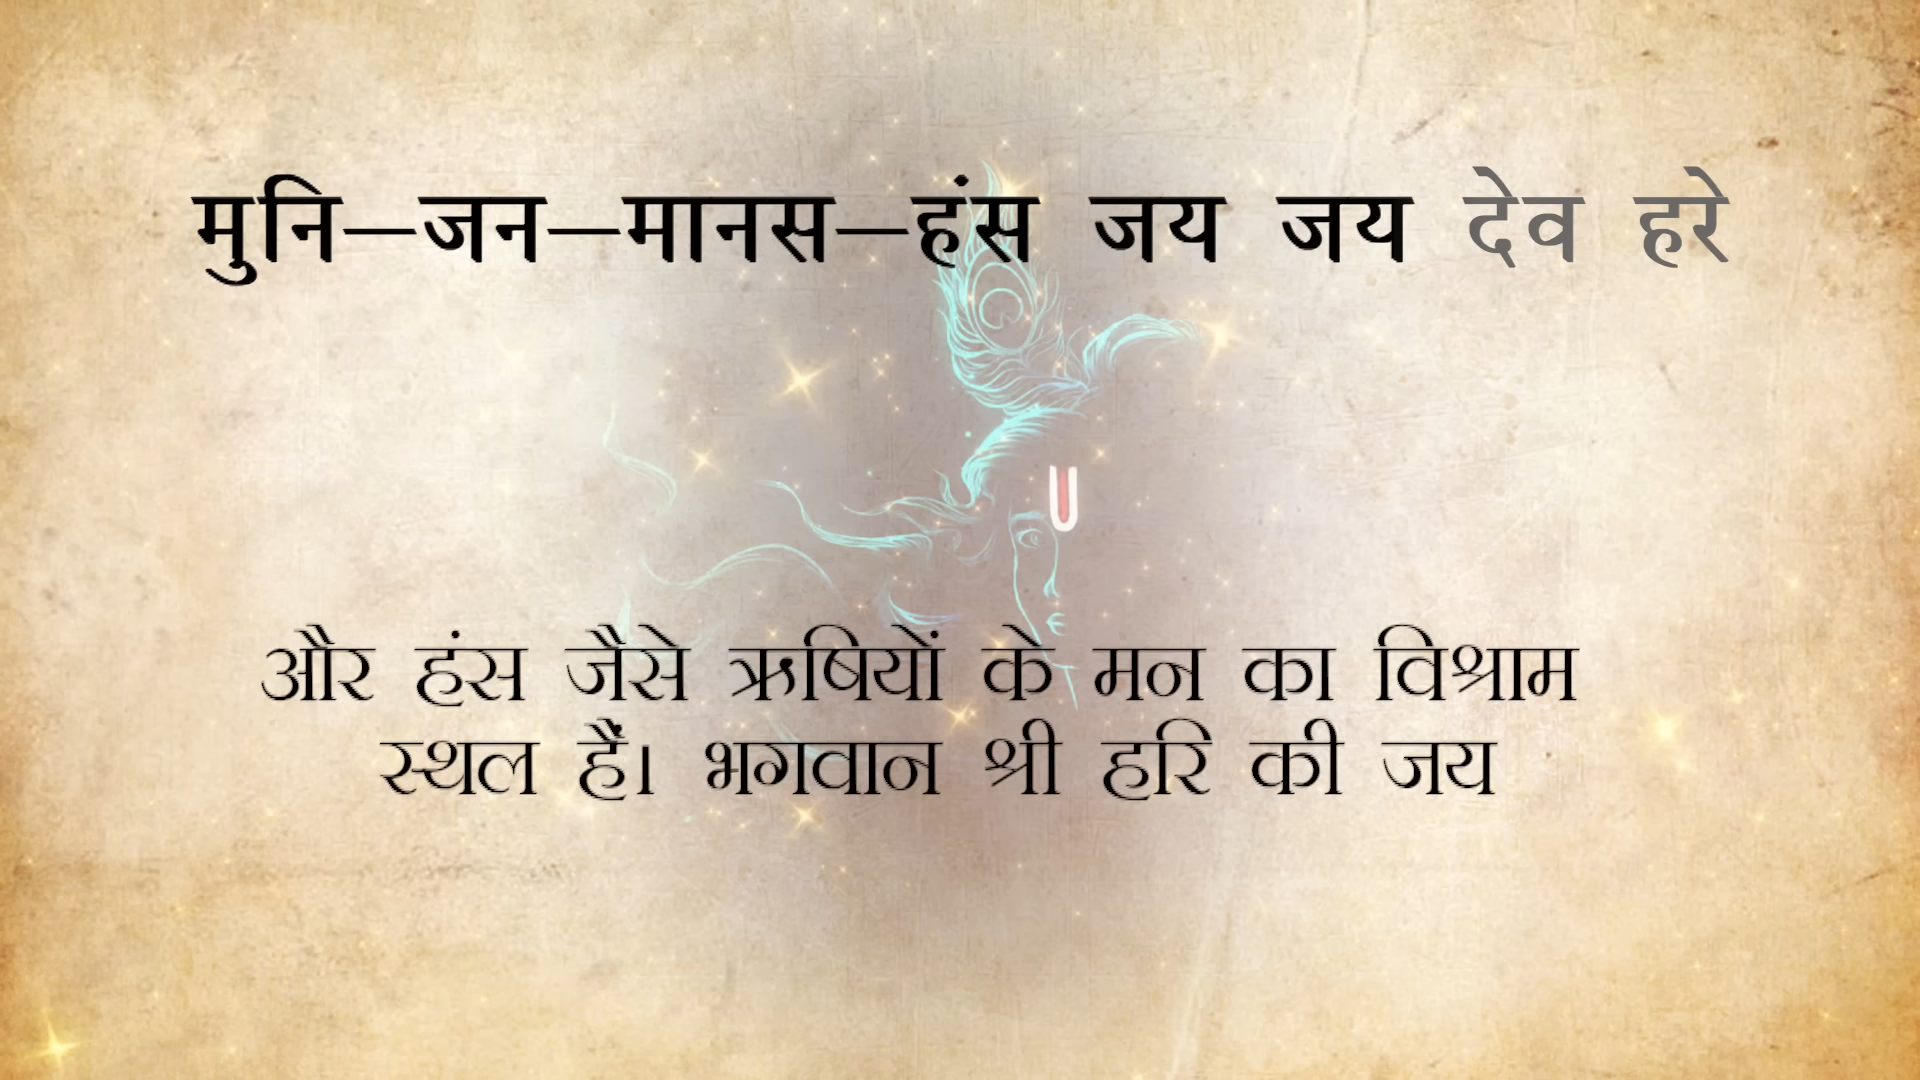 मुनि–जन–मानस–हंस जय जय देव हरे
और हंस जैसे ऋषियों के मन का विश्राम
स्थल हैं। भगवान श्री हरि की जय